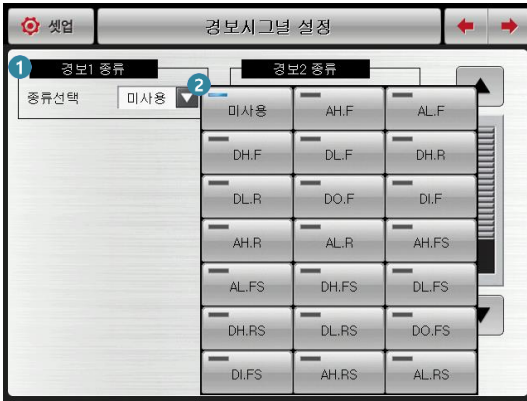 셋업 경보시그널 설정
1 경보1 종류 경보2 종류
종류선택 미사용 2
미사용 AH.F AL.F
DH.F DL.F DH.R
DL.R DO.F DI.F
AH.R AL.R AH.FS
AL.FS DH.FS DL.FS
DH.RS DL.RS DO.FS
DI.FS AH.RS AL.RS